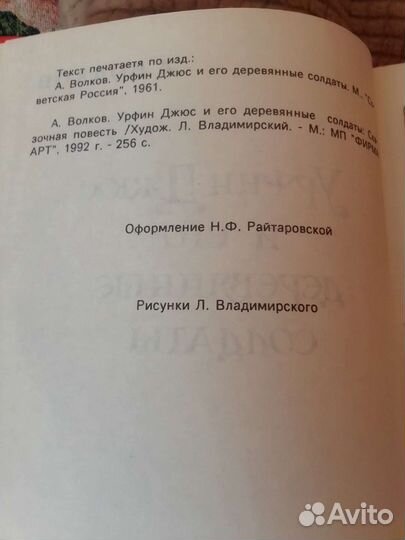 Текст печатаетя по изд.:
А. Волков. Урфин Джюс и его деревянные солдаты. М., "Со
ветская Россия". 1961.
А. Волков. Урфин Джюс и его деревянные солдаты: Ска
зочная повесть /Худож. Л. Владимирский. - М.: МП "ФИРМА
АРТ". 1992 г. - 256 с.
Оформление Н.Ф. Райтаровской
Рисунки Л. Владимирского
Avito